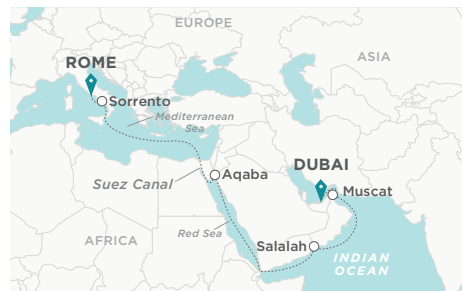 EUROPE
ROME
ASIA
Sorrento
Mediterranean
Sea
DUBAI
Suez Canal
Aqaba
Muscat
Red Sea
AFRICA
Salalah
INDIAN
OCEAN